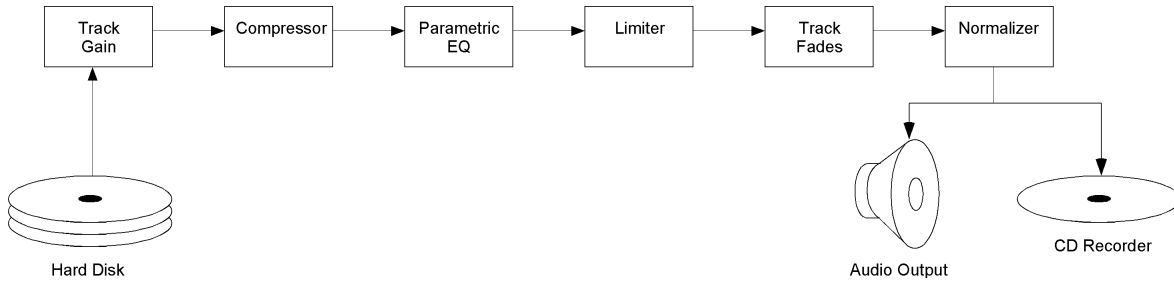 Track
Gain
Compressor
Parametric
EQ
Limiter
Track
Fades
Normalizer
Hard Disk
Audio Output
CD Recorder